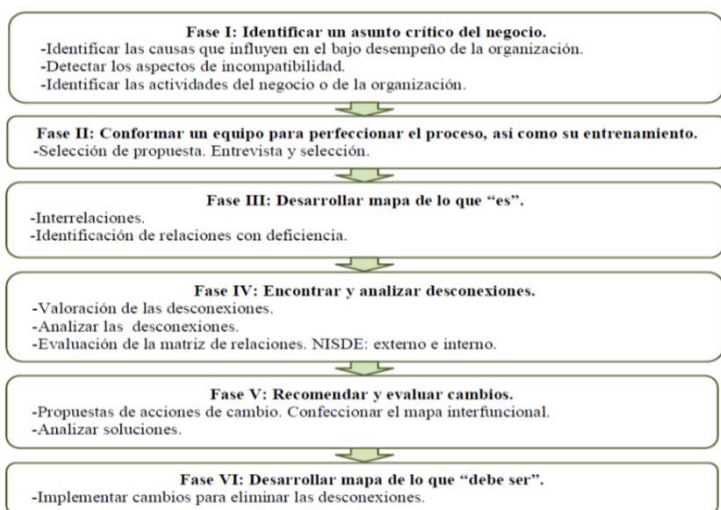 Fase I: Identificar un asunto crítico del negocio.
-Identificar las causas que influyen en el bajo desempeño de la organización.
-Detectar los aspectos de incompatibilidad.
-Identificar las actividades del negocio o de la organización.
Fase II: Conformar un equipo para perfeccionar el proceso, así como su entrenamiento.
-Selección de propuesta. Entrevista y selección.
Fase III: Desarrollar mapa de lo que “es”.
-Interrelaciones.
-Identificación de relaciones con deficiencia.
Fase IV: Encontrar y analizar desconexiones.
-Valoración de las desconexiones.
-Analizar las desconexiones.
-Evaluación de la matriz de relaciones. NISDE: externo e interno.
Fase V: Recomendar y evaluar cambios.
-Propuestas de acciones de cambio. Confeccionar el mapa interfuncional.
-Analizar soluciones.
Fase VI: Desarrollar mapa de lo que “debe ser”.
-Implementar cambios para eliminar las desconexiones.